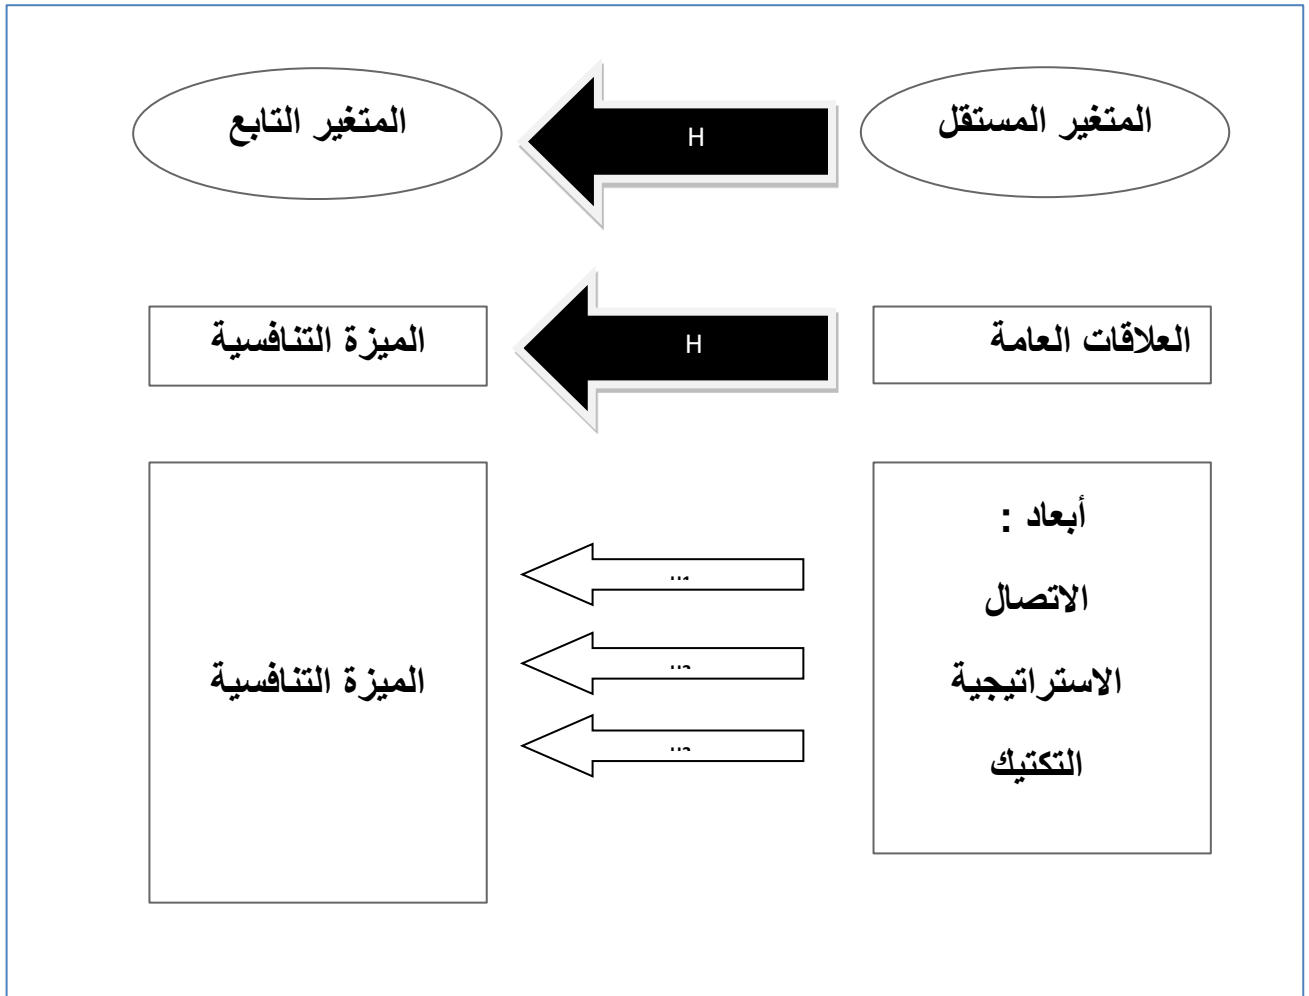 المتغير المستقل
H
المتغير التابع
العلاقات العامة
H
الميزة التنافسية
أبعاد :
الاتصال
الاستراتيجية
التكتيك
الميزة التنافسية